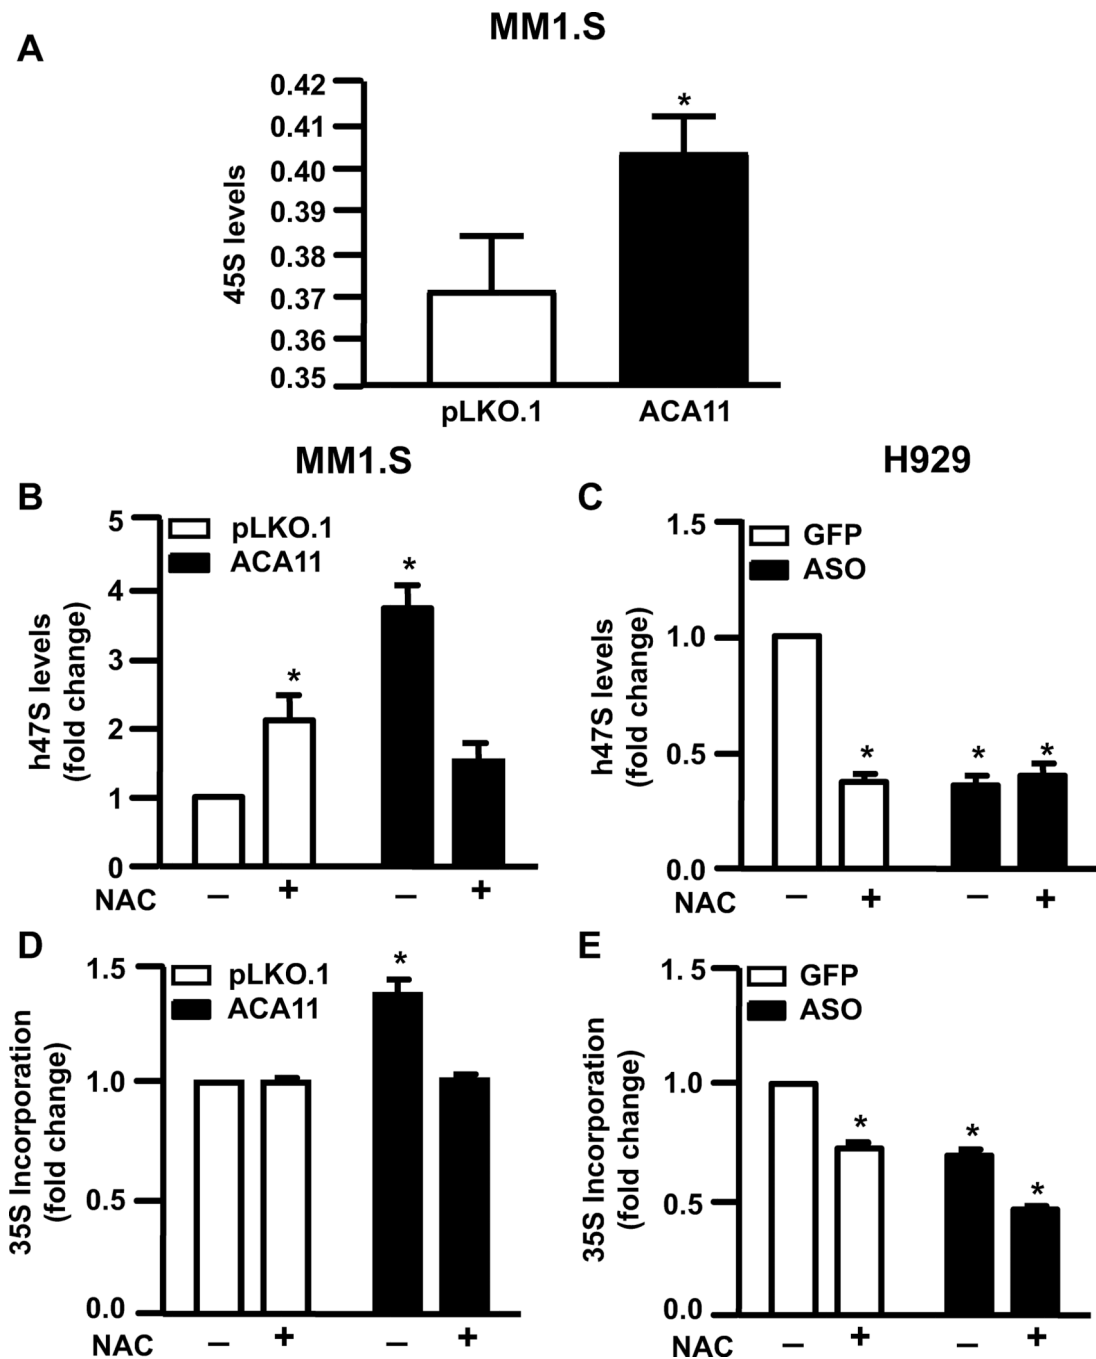 MM1.S
A
0.42
0.41
0.40
0.39
0.38
0.37
0.36
0.35
45S levels
*
pLKO.1 ACA11
MM1.S
B
5
4
3
2
1
0
h47S levels
(fold change)
pLKO.1
ACA11
*
*
NAC – + – +
H929
C
1.5
1.0
0.5
0.0
h47S levels
(fold change)
GFP
ASO
* * *
NAC – + – +
D
1.5
1.0
0.5
0.0
35S Incorporation
(fold change)
pLKO.1
ACA11
*
NAC – + – +
E
1.5
1.0
0.5
0.0
35S Incorporation
(fold change)
GFP
ASO
* * *
NAC – + – +